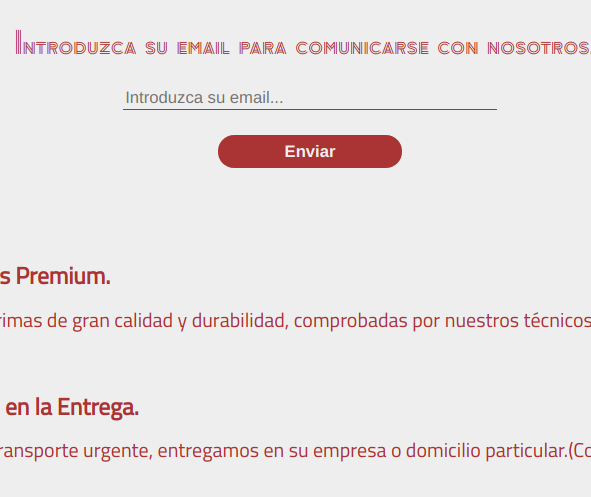 Introduzca su email para comunicarse con nosotros.
Introduzca su email...
Enviar
s Premium.
rimas de gran calidad y durabilidad, comprobadas por nuestros técnicos
en la Entrega.
ransporte urgente, entregamos en su empresa o domicilio particular.(Co